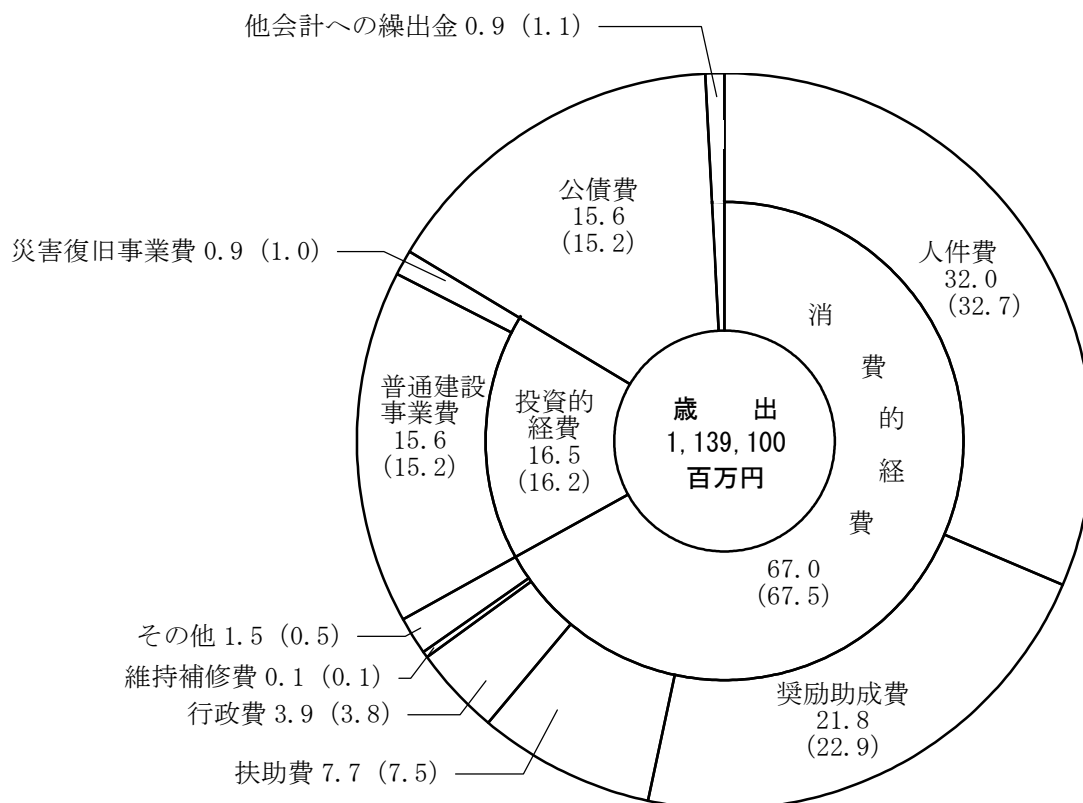 他会計への繰出金 0.9 (1.1)
公債費
15.6
(15.2)
災害復旧事業費 0.9 (1.0)
人件費
32.0
(32.7)
消費的経費
67.0
(67.5)
普通建設
事業費
15.6
(15.2)
投資的
経費
16.5
(16.2)
歳　出
1,139,100
百万円
その他 1.5 (0.5)
維持補修費 0.1 (0.1)
行政費 3.9 (3.8)
扶助費 7.7 (7.5)
奨励助成費
21.8
(22.9)